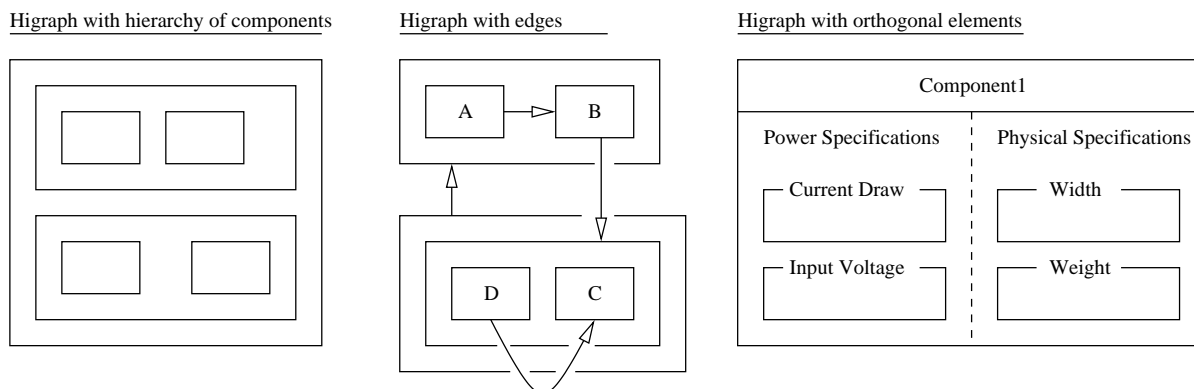 Higraph with hierarchy of components
Higraph with edges
Higraph with orthogonal elements
A
B
D
C
Component1
Power Specifications
Physical Specifications
Current Draw
Width
Input Voltage
Weight